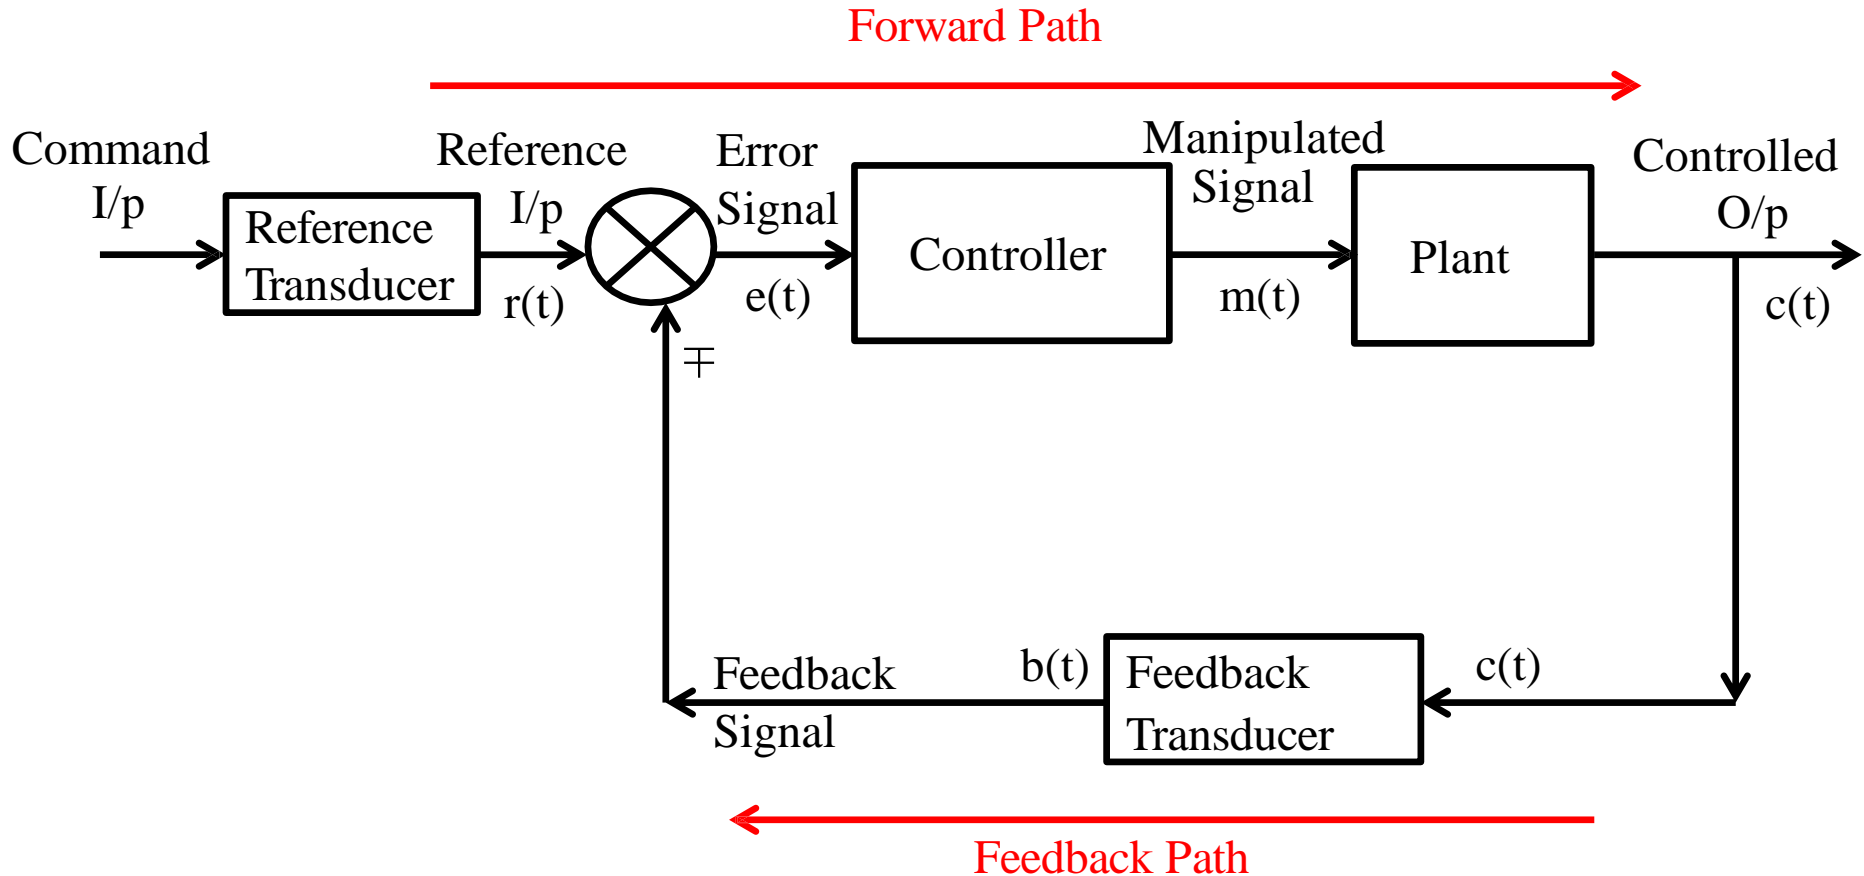 Forward Path
Command
I/p
Reference
Transducer
Reference
I/p
r(t)
Error
Signal
e(t)
Controller
Manipulated
Signal
m(t)
Plant
Controlled
O/p
c(t)
∓
Feedback
Signal
b(t)
Feedback
Transducer
c(t)
Feedback Path